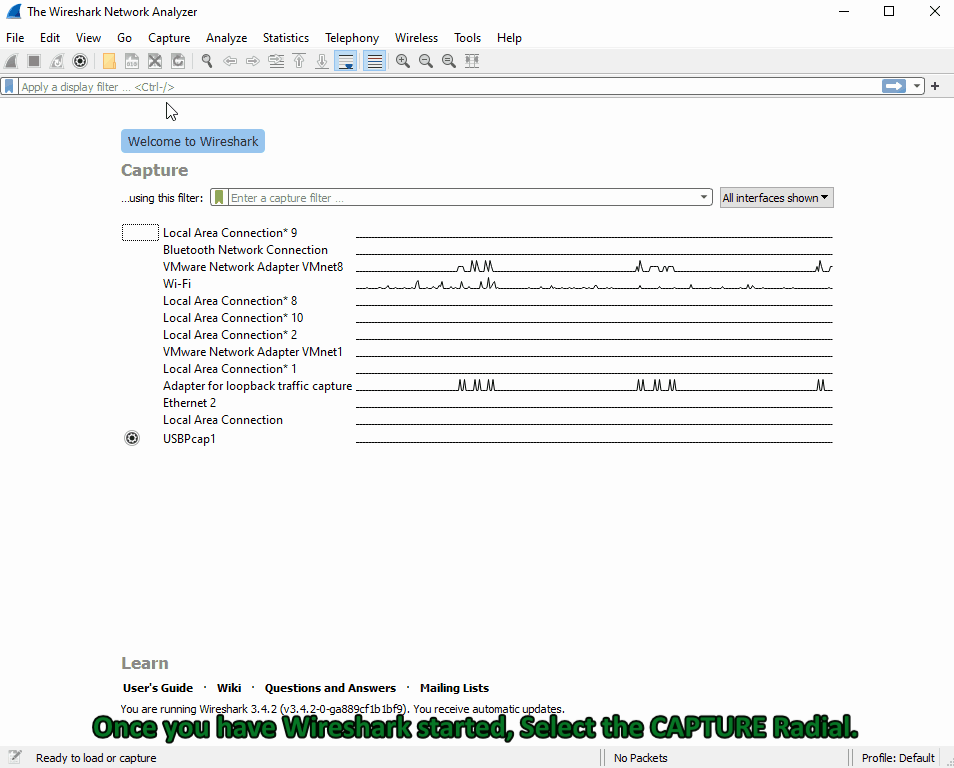 The Wireshark Network Analyzer
File Edit View Go Capture Analyze Statistics Telephony Wireless Tools Help
Apply a display filter ... <Ctrl-/>
+
Welcome to Wireshark
Capture
...using this filter: Enter a capture filter ... All interfaces shown
Local Area Connection* 9
Bluetooth Network Connection
VMware Network Adapter VMnet8
Wi-Fi
Local Area Connection* 8
Local Area Connection* 10
Local Area Connection* 2
VMware Network Adapter VMnet1
Local Area Connection* 1
Adapter for loopback traffic capture
Ethernet 2
Local Area Connection
USBPcap1
Learn
User's Guide · Wiki · Questions and Answers · Mailing Lists
You are running Wireshark 3.4.2 (v3.4.2-0-ga889cf1b1bf9). You receive automatic updates.
Once you have Wireshark started, Select the CAPTURE Radial.
Ready to load or capture No Packets Profile: Default